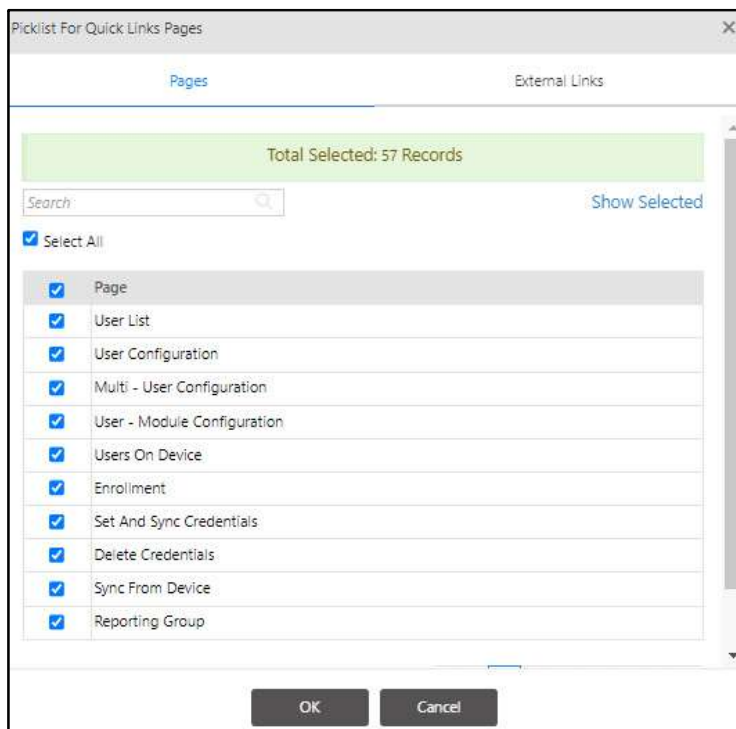 Picklist For Quick Links Pages
Pages External Links
Total Selected: 57 Records
Search Show Selected
Select All
Page
User List
User Configuration
Multi - User Configuration
User - Module Configuration
Users On Device
Enrollment
Set And Sync Credentials
Delete Credentials
Sync From Device
Reporting Group
OK Cancel